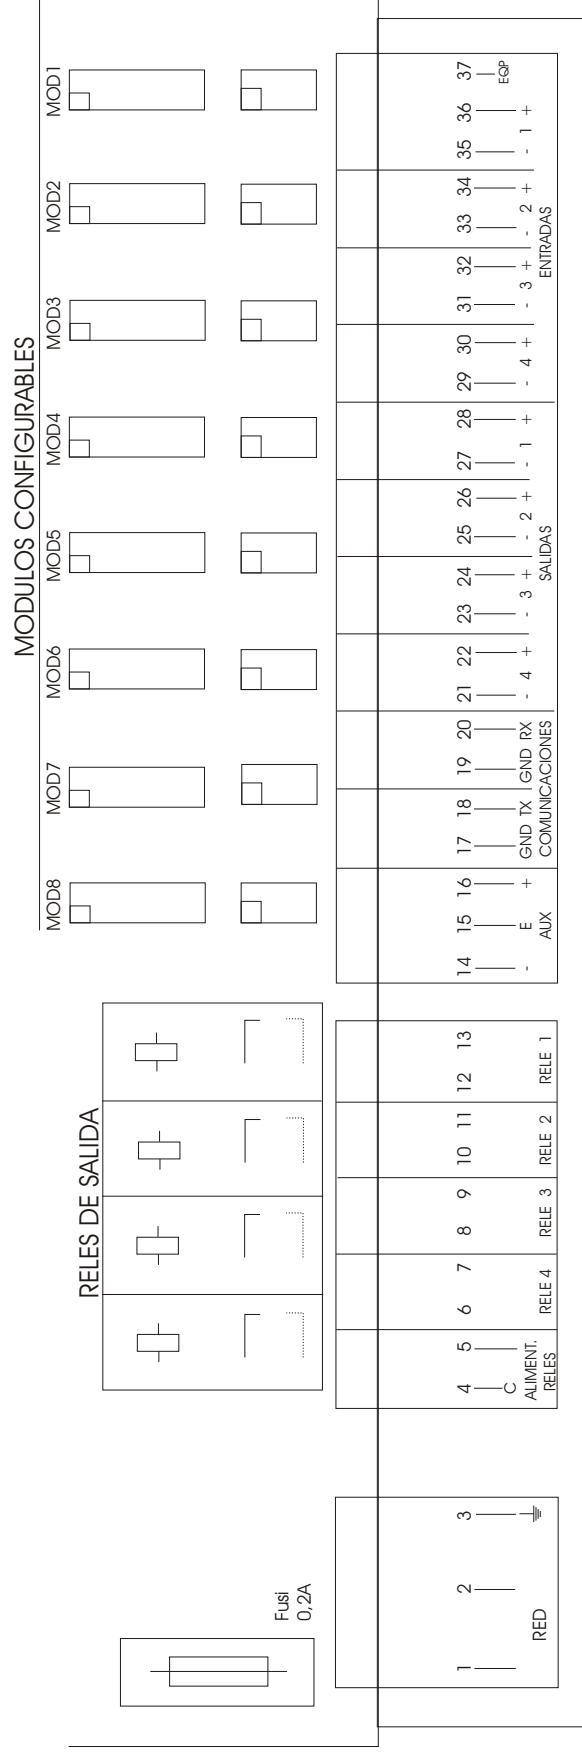 MODULOS CONFIGURABLES
MOD8 MOD7 MOD6 MOD5 MOD4 MOD3 MOD2 MOD1
RELES DE SALIDA
Fusi
0,2A
1 2 3
RED
4 5 6 7 8 9 10 11 12 13
C
ALIMENT.
RELES
RELE 4 RELE 3 RELE 2 RELE 1
14 15 16 17 18 19 20 21 22 23 24 25 26 27 28 29 30 31 32 33 34 35 36 37
EQP
- E + GND TX GND RX - 4 + - 3 + - 2 + - 1 + - 4 + - 3 + - 2 + - 1 +
AUX COMUNICACIONES SALIDAS ENTRADAS